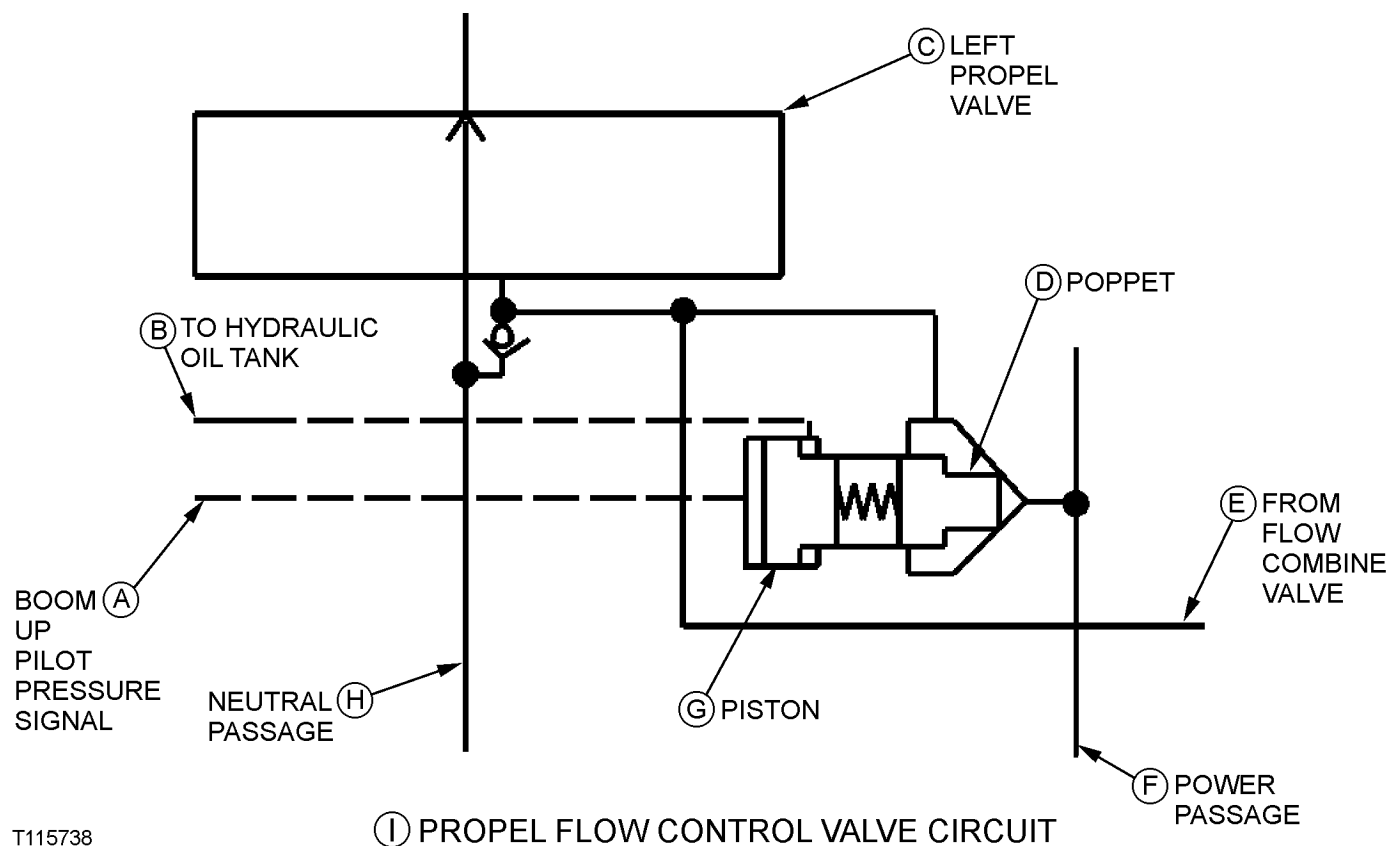 C LEFT
PROPEL
VALVE
D POPPET
B TO HYDRAULIC
OIL TANK
E FROM
FLOW
COMBINE
VALVE
BOOM A
UP
PILOT
PRESSURE
SIGNAL
NEUTRAL H
PASSAGE
G PISTON
F POWER
PASSAGE
T115738
I PROPEL FLOW CONTROL VALVE CIRCUIT